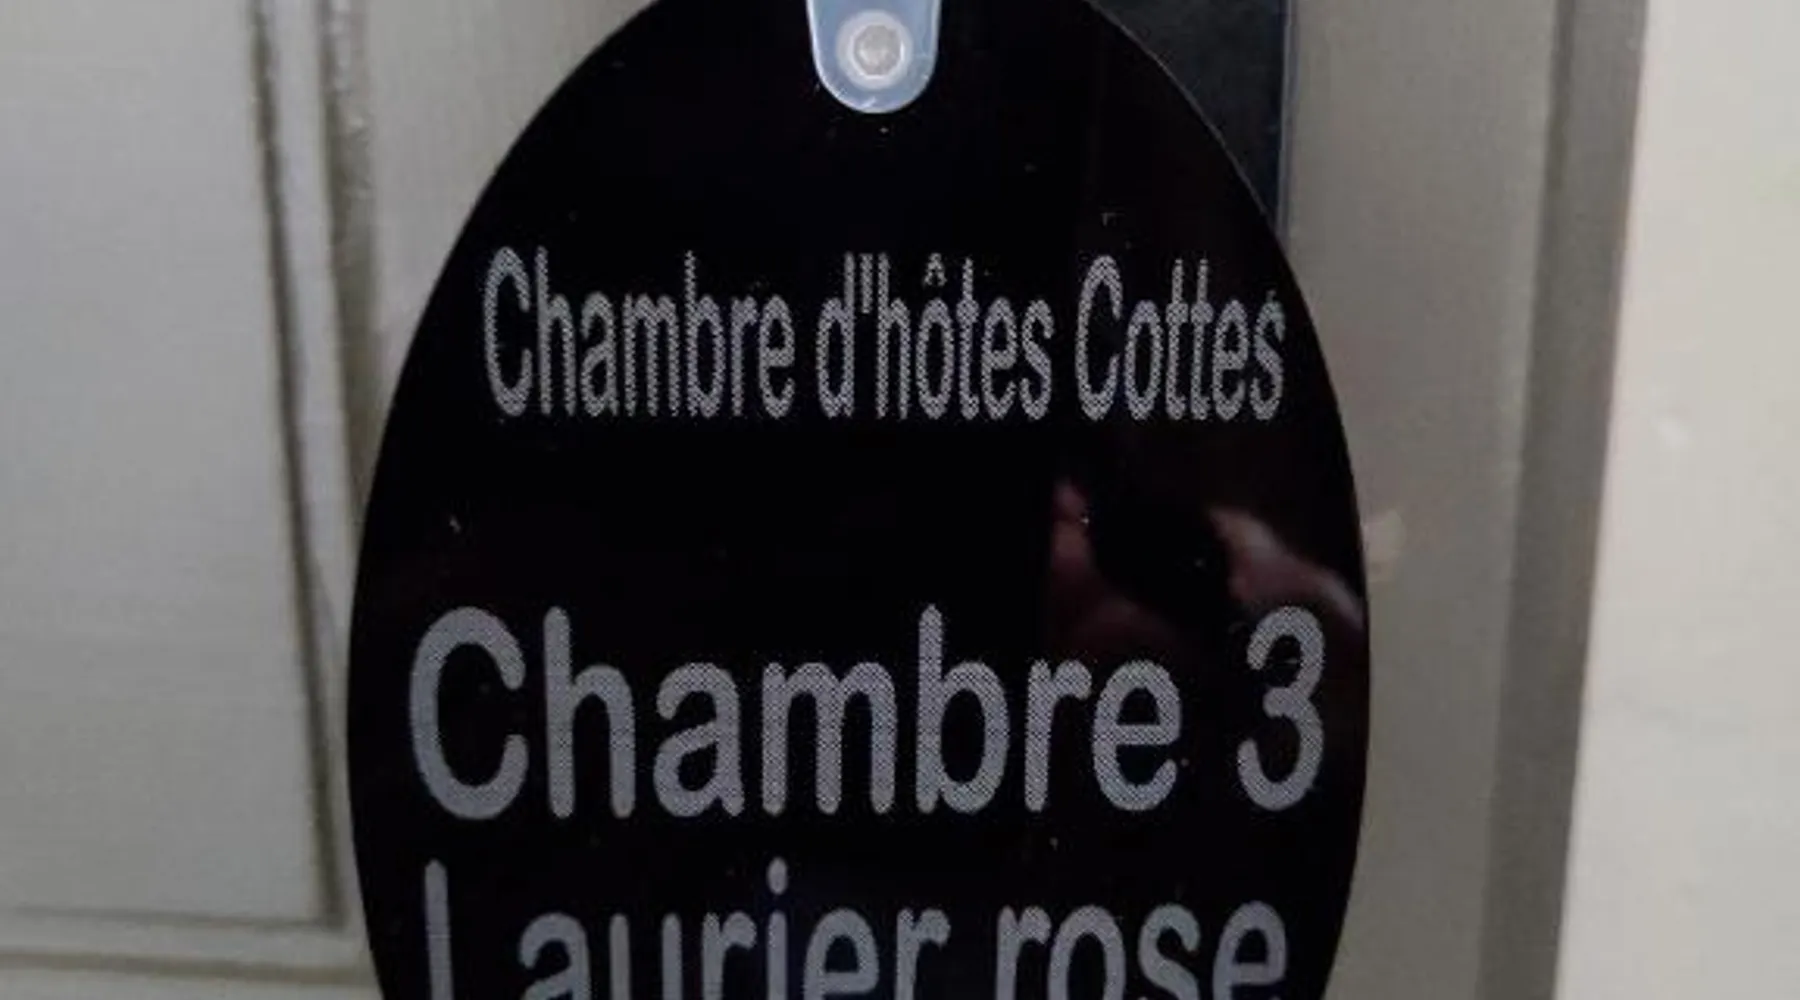 Chambre d'hôtes Cottes
Chambre 3
Laurier rose